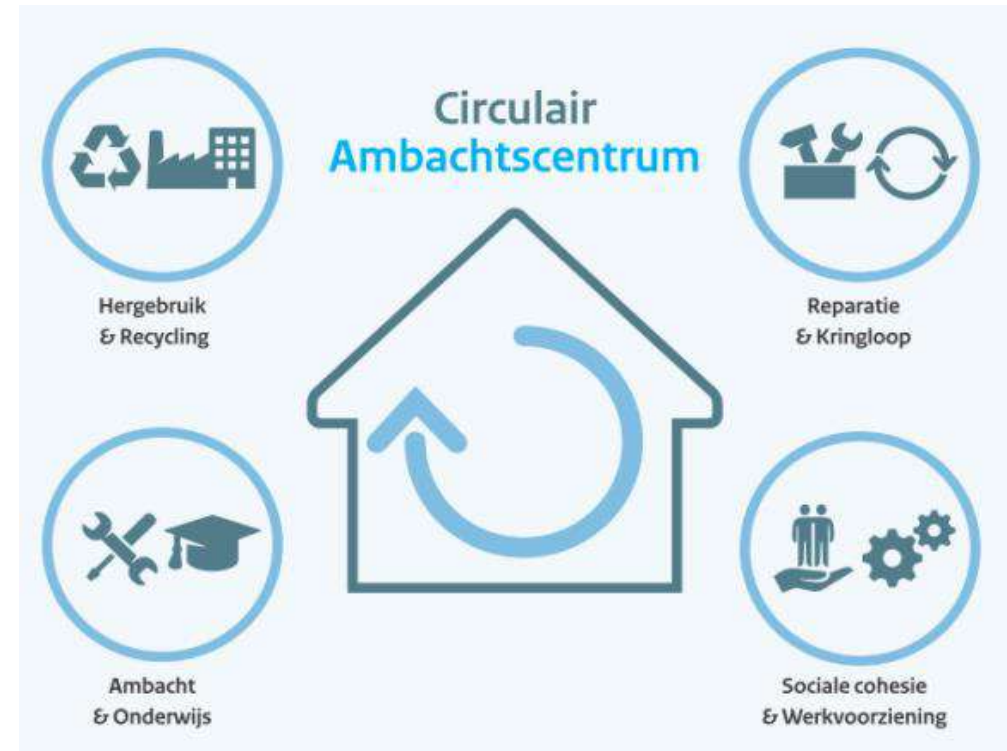 Circulair
Ambachtscentrum
Hergebruik
& Recycling
Reparatie
& Kringloop
Ambacht
& Onderwijs
Sociale cohesie
& Werkvoorziening